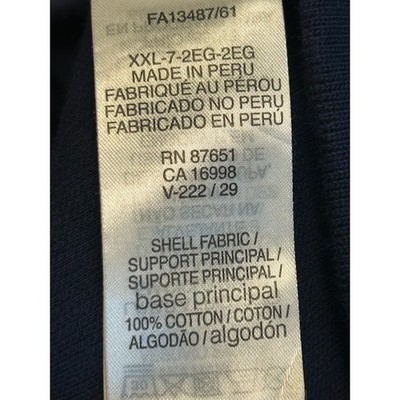 FA13487/61
XXL-7-2EG-2EG
MADE IN PERU
FABRIQUÉ AU PÉROU
FABRICADO NO PERU
FABRICADO EN PERÚ
RN 87651
CA 16998
V-222 / 29
SHELL FABRIC /
SUPPORT PRINCIPAL /
SUPORTE PRINCIPAL /
base principal
100% COTTON / COTON /
ALGODÃO / algodón